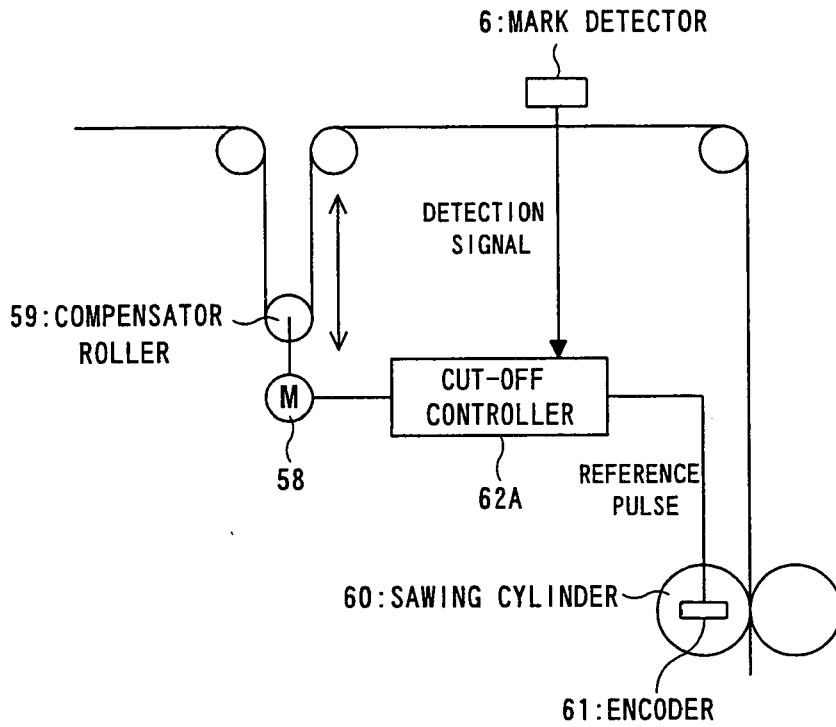 6:MARK DETECTOR
DETECTION
SIGNAL
59:COMPENSATOR
ROLLER
M
58
CUT-OFF
CONTROLLER
62A
REFERENCE
PULSE
60:SAWING CYLINDER
61:ENCODER